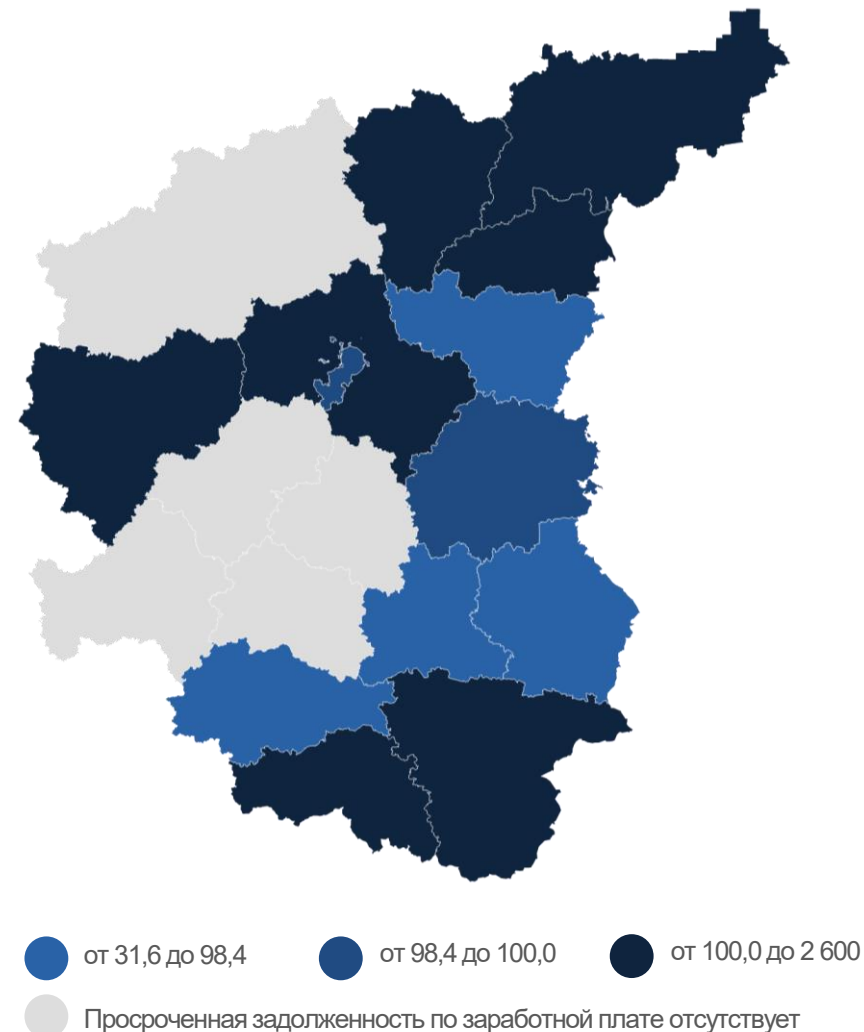 от 31,6 до 98,4
от 98,4 до 100,0
от 100,0 до 2 600
Просроченная задолженность по заработной плате отсутствует